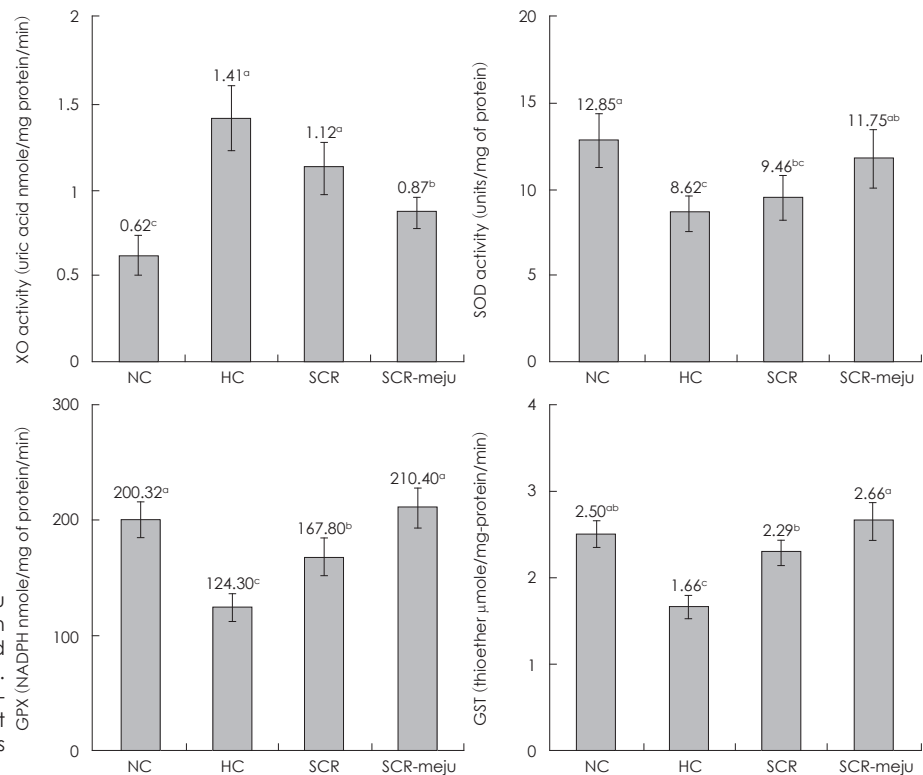 XO activity (uric acid nmole/mg protein/min)
2
1.5
1
0.5
0
0.62ᶜ
1.41ᵃ
1.12ᵃ
0.87ᵇ
NC HC SCR SCR-meju
SOD activity (units/mg of protein)
20
15
10
5
0
12.85ᵃ
8.62ᶜ
9.46ᵇᶜ
11.75ᵃᵇ
NC HC SCR SCR-meju
GPX (NADPH nmole/mg of protein/min)
300
200
100
0
200.32ᵃ
124.30ᶜ
167.80ᵇ
210.40ᵃ
NC HC SCR SCR-meju
GST (thioether μmole/mg-protein/min)
4
3
2
1
0
2.50ᵃᵇ
1.66ᶜ
2.29ᵇ
2.66ᵃ
NC HC SCR SCR-meju